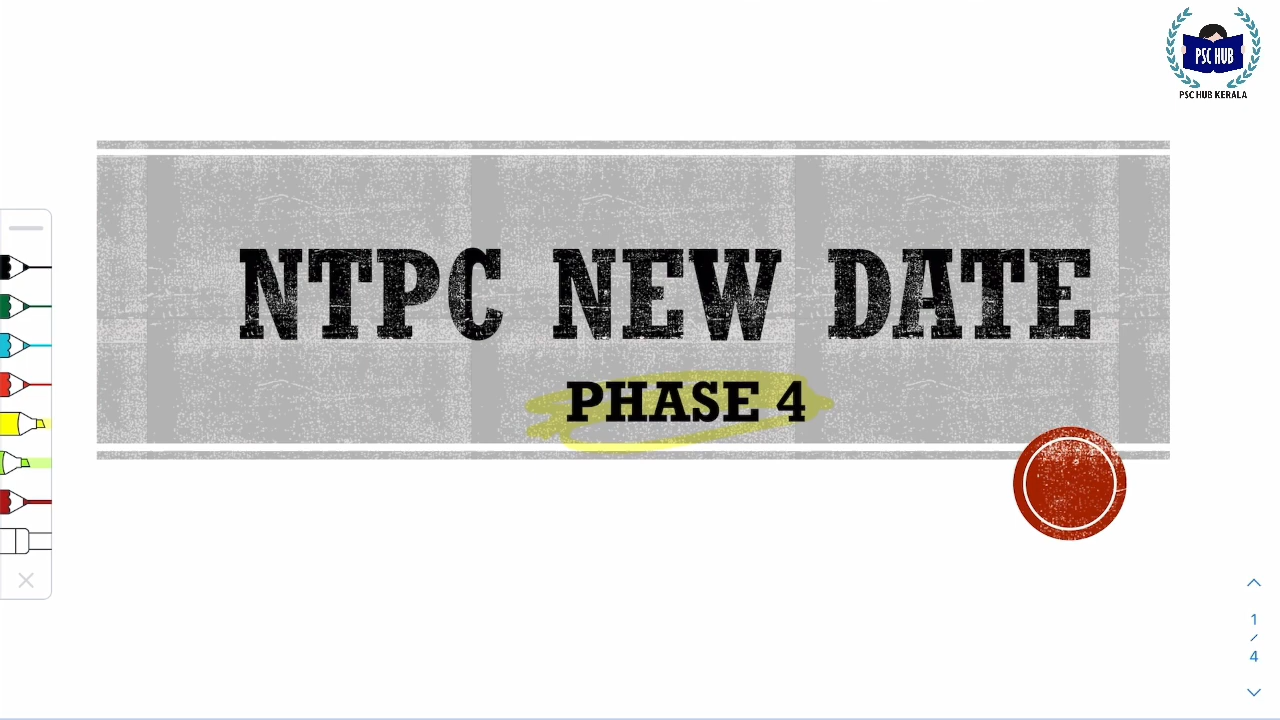 PSC HUB
PSC HUB KERALA
NTPC NEW DATE
PHASE 4
1
/
4